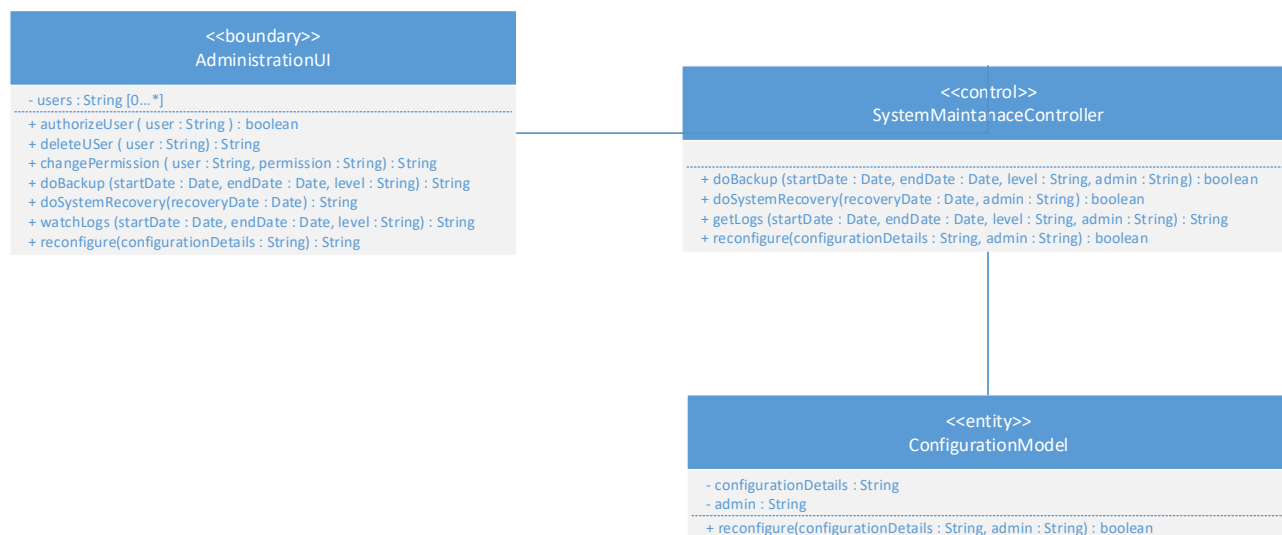 <<boundary>>
AdministrationUI
- users : String [0...*]
+ authorizeUser ( user : String ) : boolean
+ deleteUSer ( user : String) : String
+ changePermission ( user : String, permission : String) : String
+ doBackup (startDate : Date, endDate : Date, level : String) : String
+ doSystemRecovery(recoveryDate : Date) : String
+ watchLogs (startDate : Date, endDate : Date, level : String) : String
+ reconfigure(configurationDetails : String) : String
<<control>>
SystemMaintanaceController
+ doBackup (startDate : Date, endDate : Date, level : String, admin : String) : boolean
+ doSystemRecovery(recoveryDate : Date, admin : String) : boolean
+ getLogs (startDate : Date, endDate : Date, level : String, admin : String) : String
+ reconfigure(configurationDetails : String, admin : String) : boolean
<<entity>>
ConfigurationModel
- configurationDetails : String
- admin : String
+ reconfigure(configurationDetails : String, admin : String) : boolean